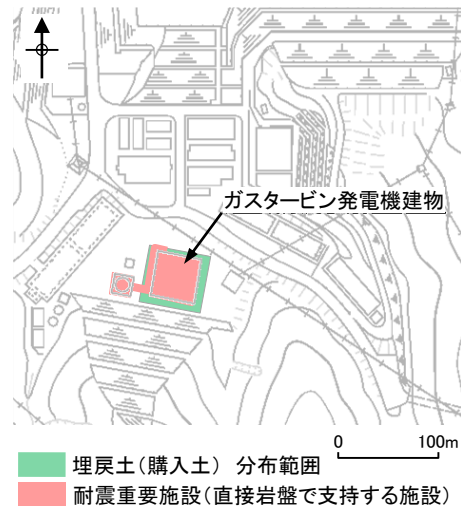 ガスタービン発電機建物
0 100m
埋戻土(購入土) 分布範囲
耐震重要施設(直接岩盤で支持する施設)